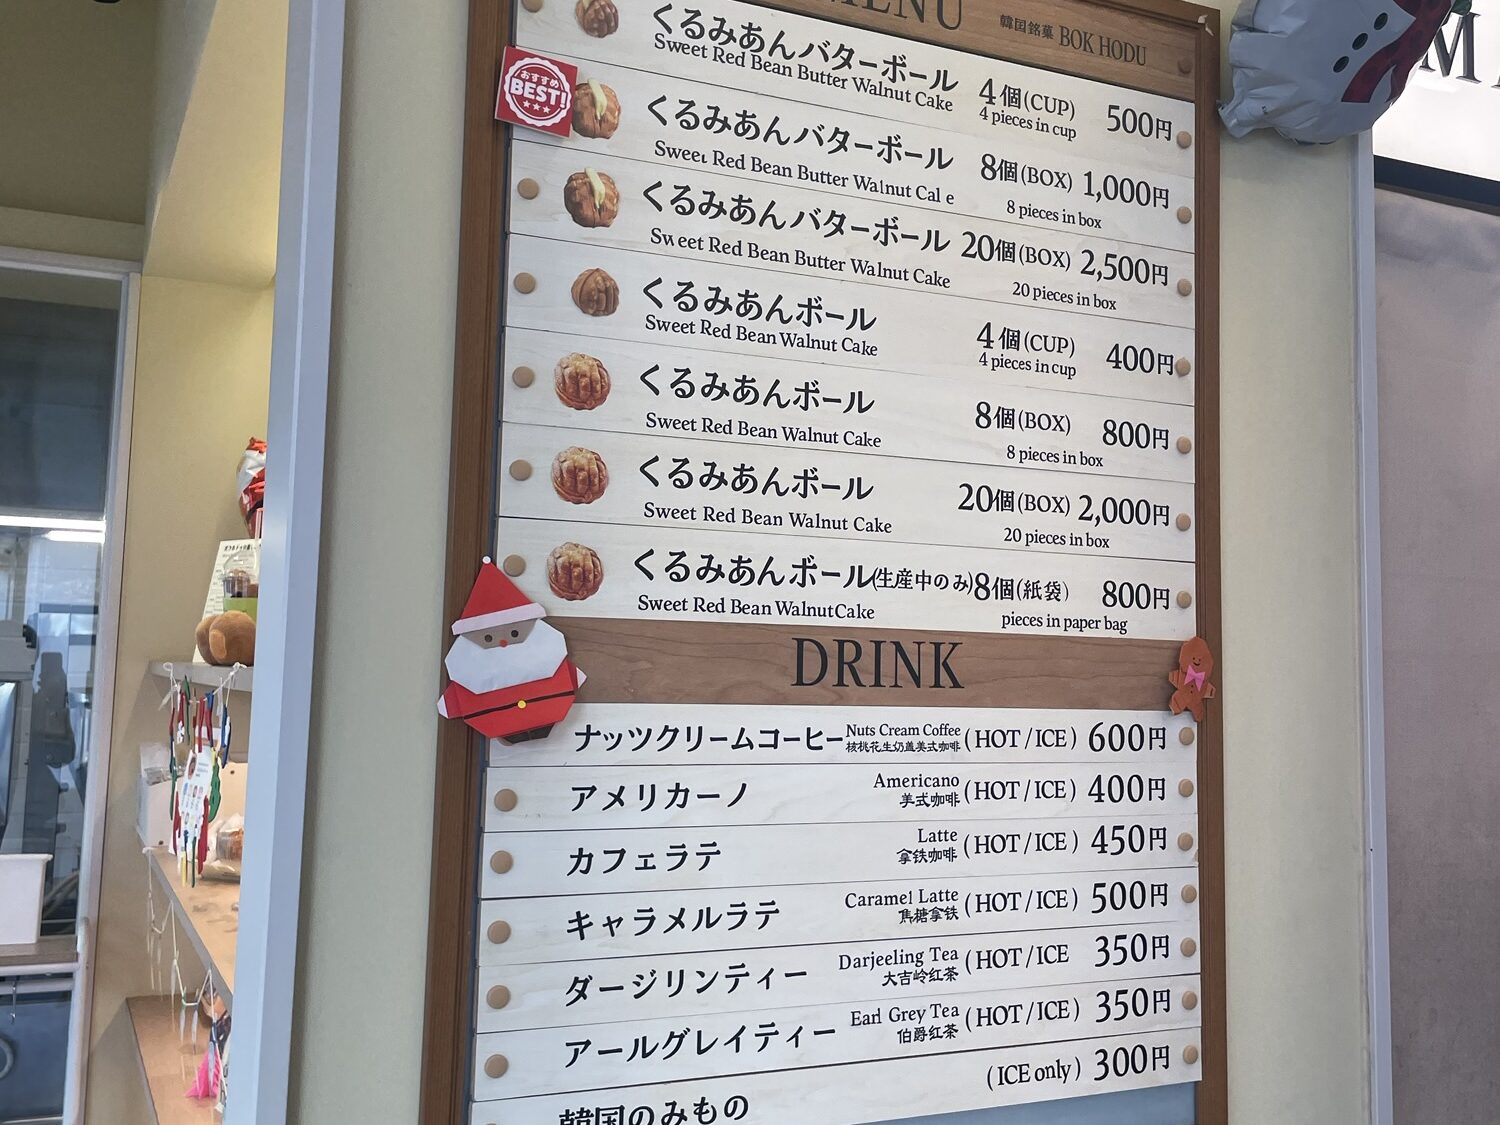 MENU 韓国銘菓 BOK HODU
くるみあんバターボール 4個(CUP) 500円
Sweet Red Bean Butter Walnut Cake 4 pieces in cup
おすすめ
BEST!
くるみあんバターボール 8個(BOX) 1,000円
Sweet Red Bean Butter Walnut Cal e 8 pieces in box
くるみあんバターボール 20個(BOX) 2,500円
Sweet Red Bean Butter Walnut Cake 20 pieces in box
くるみあんボール 4個(CUP) 400円
Sweet Red Bean Walnut Cake 4 pieces in cup
くるみあんボール 8個(BOX) 800円
Sweet Red Bean Walnut Cake 8 pieces in box
くるみあんボール 20個(BOX) 2,000円
Sweet Red Bean Walnut Cake 20 pieces in box
くるみあんボール(生産中のみ)8個(紙袋) 800円
Sweet Red Bean Walnut Cake pieces in paper bag
DRINK
ナッツクリームコーヒー Nuts Cream Coffee (HOT/ICE) 600円
核桃花生奶盖美式咖啡
アメリカーノ Americano (HOT/ICE) 400円
美式咖啡
カフェラテ Latte (HOT/ICE) 450円
拿铁咖啡
キャラメルラテ Caramel Latte (HOT/ICE) 500円
焦糖拿铁
ダージリンティー Darjeeling Tea (HOT/ICE 350円
大吉岭红茶
アールグレイティー Earl Grey Tea (HOT/ICE) 350円
伯爵红茶
韓国のみもの (ICE only) 300円
M